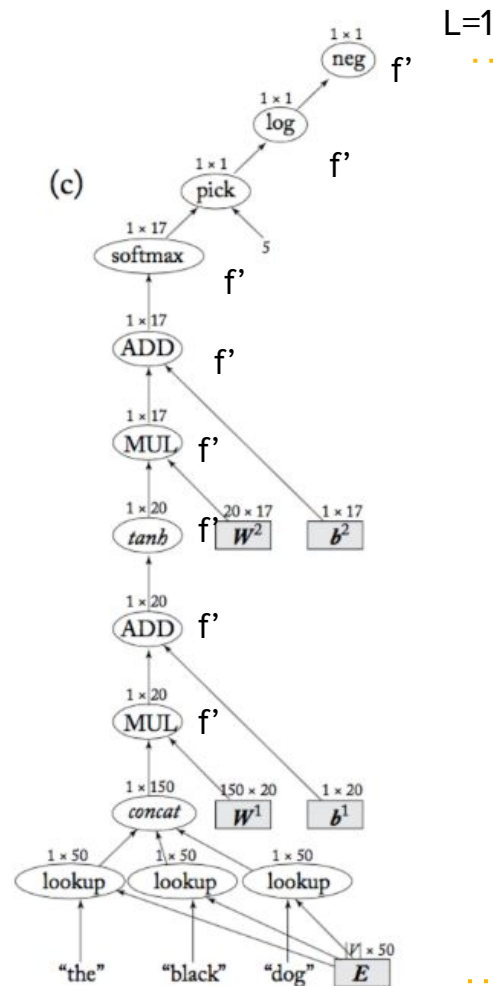 L=1
1 × 1
neg
f'
1 × 1
log
f'
1 × 1
(c)
pick
1 × 17
5
softmax
f'
1 × 17
ADD
f'
1 × 17
MUL
f'
1 × 20
20 × 17
1 × 17
tanh
f'
W²
b²
1 × 20
ADD
f'
1 × 20
MUL
f'
1 × 150
150 × 20
1 × 20
concat
W¹
b¹
1 × 50
1 × 50
1 × 50
lookup
lookup
lookup
|V| × 50
"the"
"black"
"dog"
E